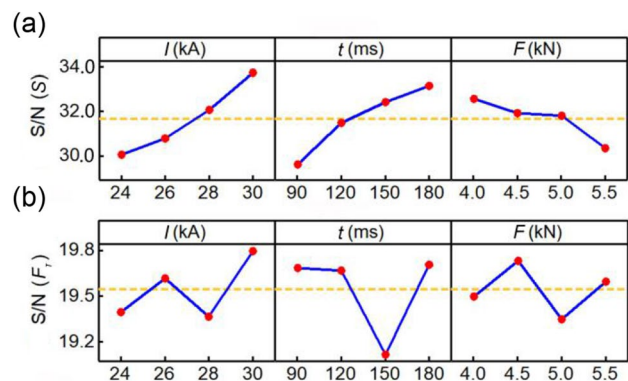 (a)
I (kA) t (ms) F (kN)
S/N (S)
34.0
32.0
30.0
24 26 28 30 90 120 150 180 4.0 4.5 5.0 5.5
(b)
I (kA) t (ms) F (kN)
S/N (Fτ)
19.8
19.5
19.2
24 26 28 30 90 120 150 180 4.0 4.5 5.0 5.5